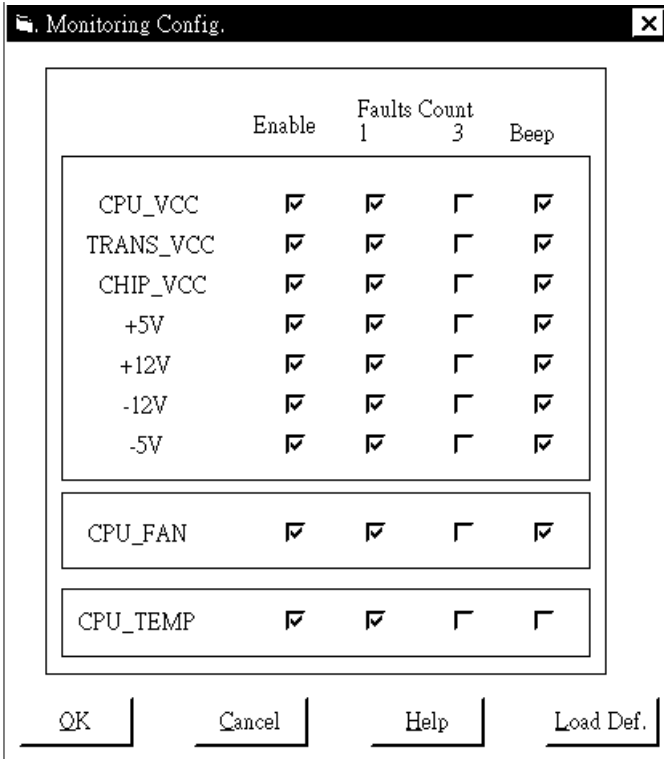 . Monitoring Config.
Faults Count
Enable 1 3 Beep
CPU_VCC
TRANS_VCC
CHIP_VCC
+5V
+12V
-12V
-5V
CPU_FAN
CPU_TEMP
OK Cancel Help Load Def.